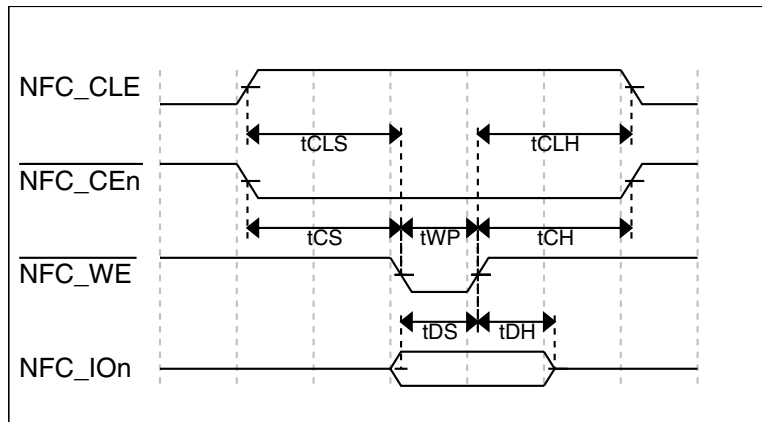 NFC_CLE
tCLS tCLH
NFC_CEn
tCS tWP tCH
NFC_WE
tDS tDH
NFC_IOn